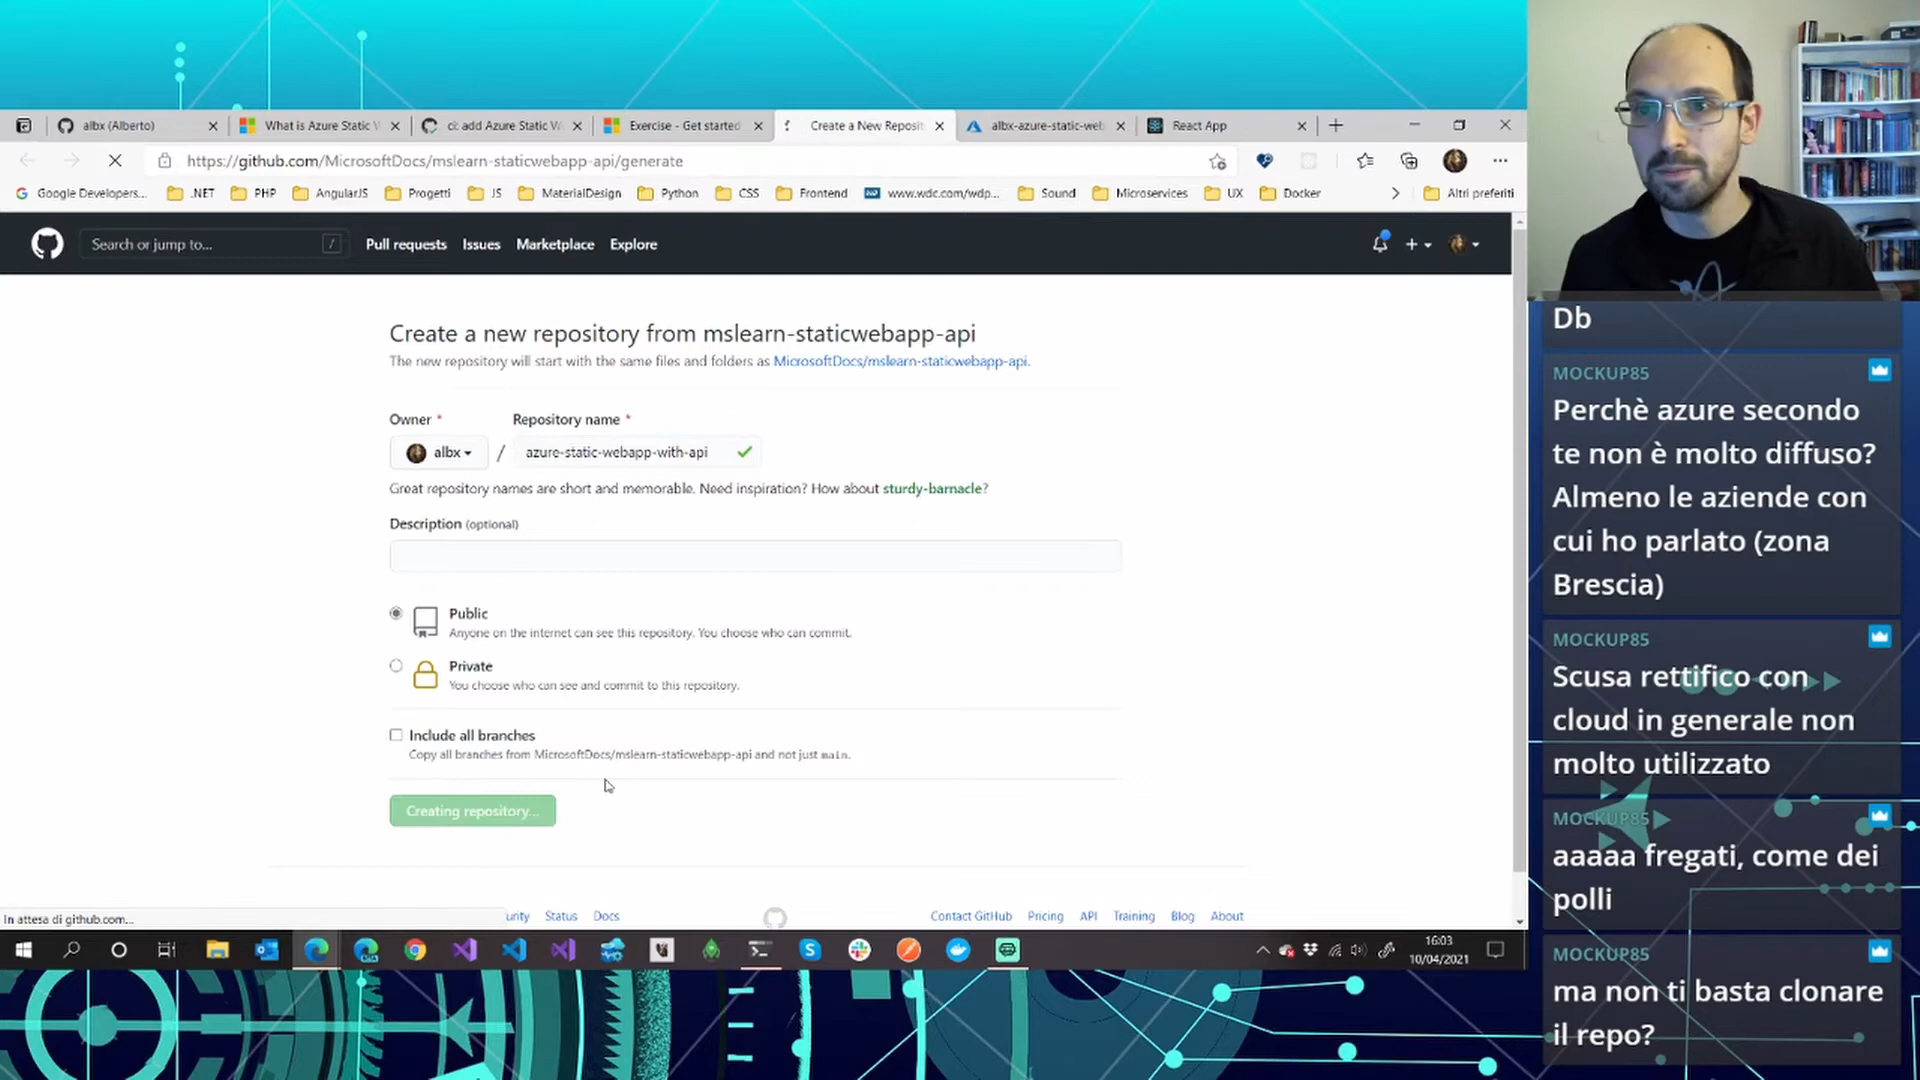 albx (Alberto)
What is Azure Static W
ci: add Azure Static W
Exercise - Get started
Create a New Reposit
albx-azure-static-web
React App
https://github.com/MicrosoftDocs/mslearn-staticwebapp-api/generate
Google Developers...
.NET
PHP
AngularJS
Progetti
JS
MaterialDesign
Python
CSS
Frontend
www.wdc.com/wdp...
Sound
Microservices
UX
Docker
Altri preferiti
Search or jump to...
/
Pull requests
Issues
Marketplace
Explore
Create a new repository from mslearn-staticwebapp-api
The new repository will start with the same files and folders as MicrosoftDocs/mslearn-staticwebapp-api.
Owner *
Repository name *
albx
/
azure-static-webapp-with-api
Great repository names are short and memorable. Need inspiration? How about sturdy-barnacle?
Description (optional)
Public
Anyone on the internet can see this repository. You choose who can commit.
Private
You choose who can see and commit to this repository.
Include all branches
Copy all branches from MicrosoftDocs/mslearn-staticwebapp-api and not just main.
Creating repository...
In attesa di github.com...
urity
Status
Docs
Contact GitHub
Pricing
API
Training
Blog
About
16:03
10/04/2021
Db
MOCKUP85
Perchè azure secondo
te non è molto diffuso?
Almeno le aziende con
cui ho parlato (zona
Brescia)
MOCKUP85
Scusa rettifico con
cloud in generale non
molto utilizzato
MOCKUP85
aaaaa fregati, come dei
polli
MOCKUP85
ma non ti basta clonare
il repo?